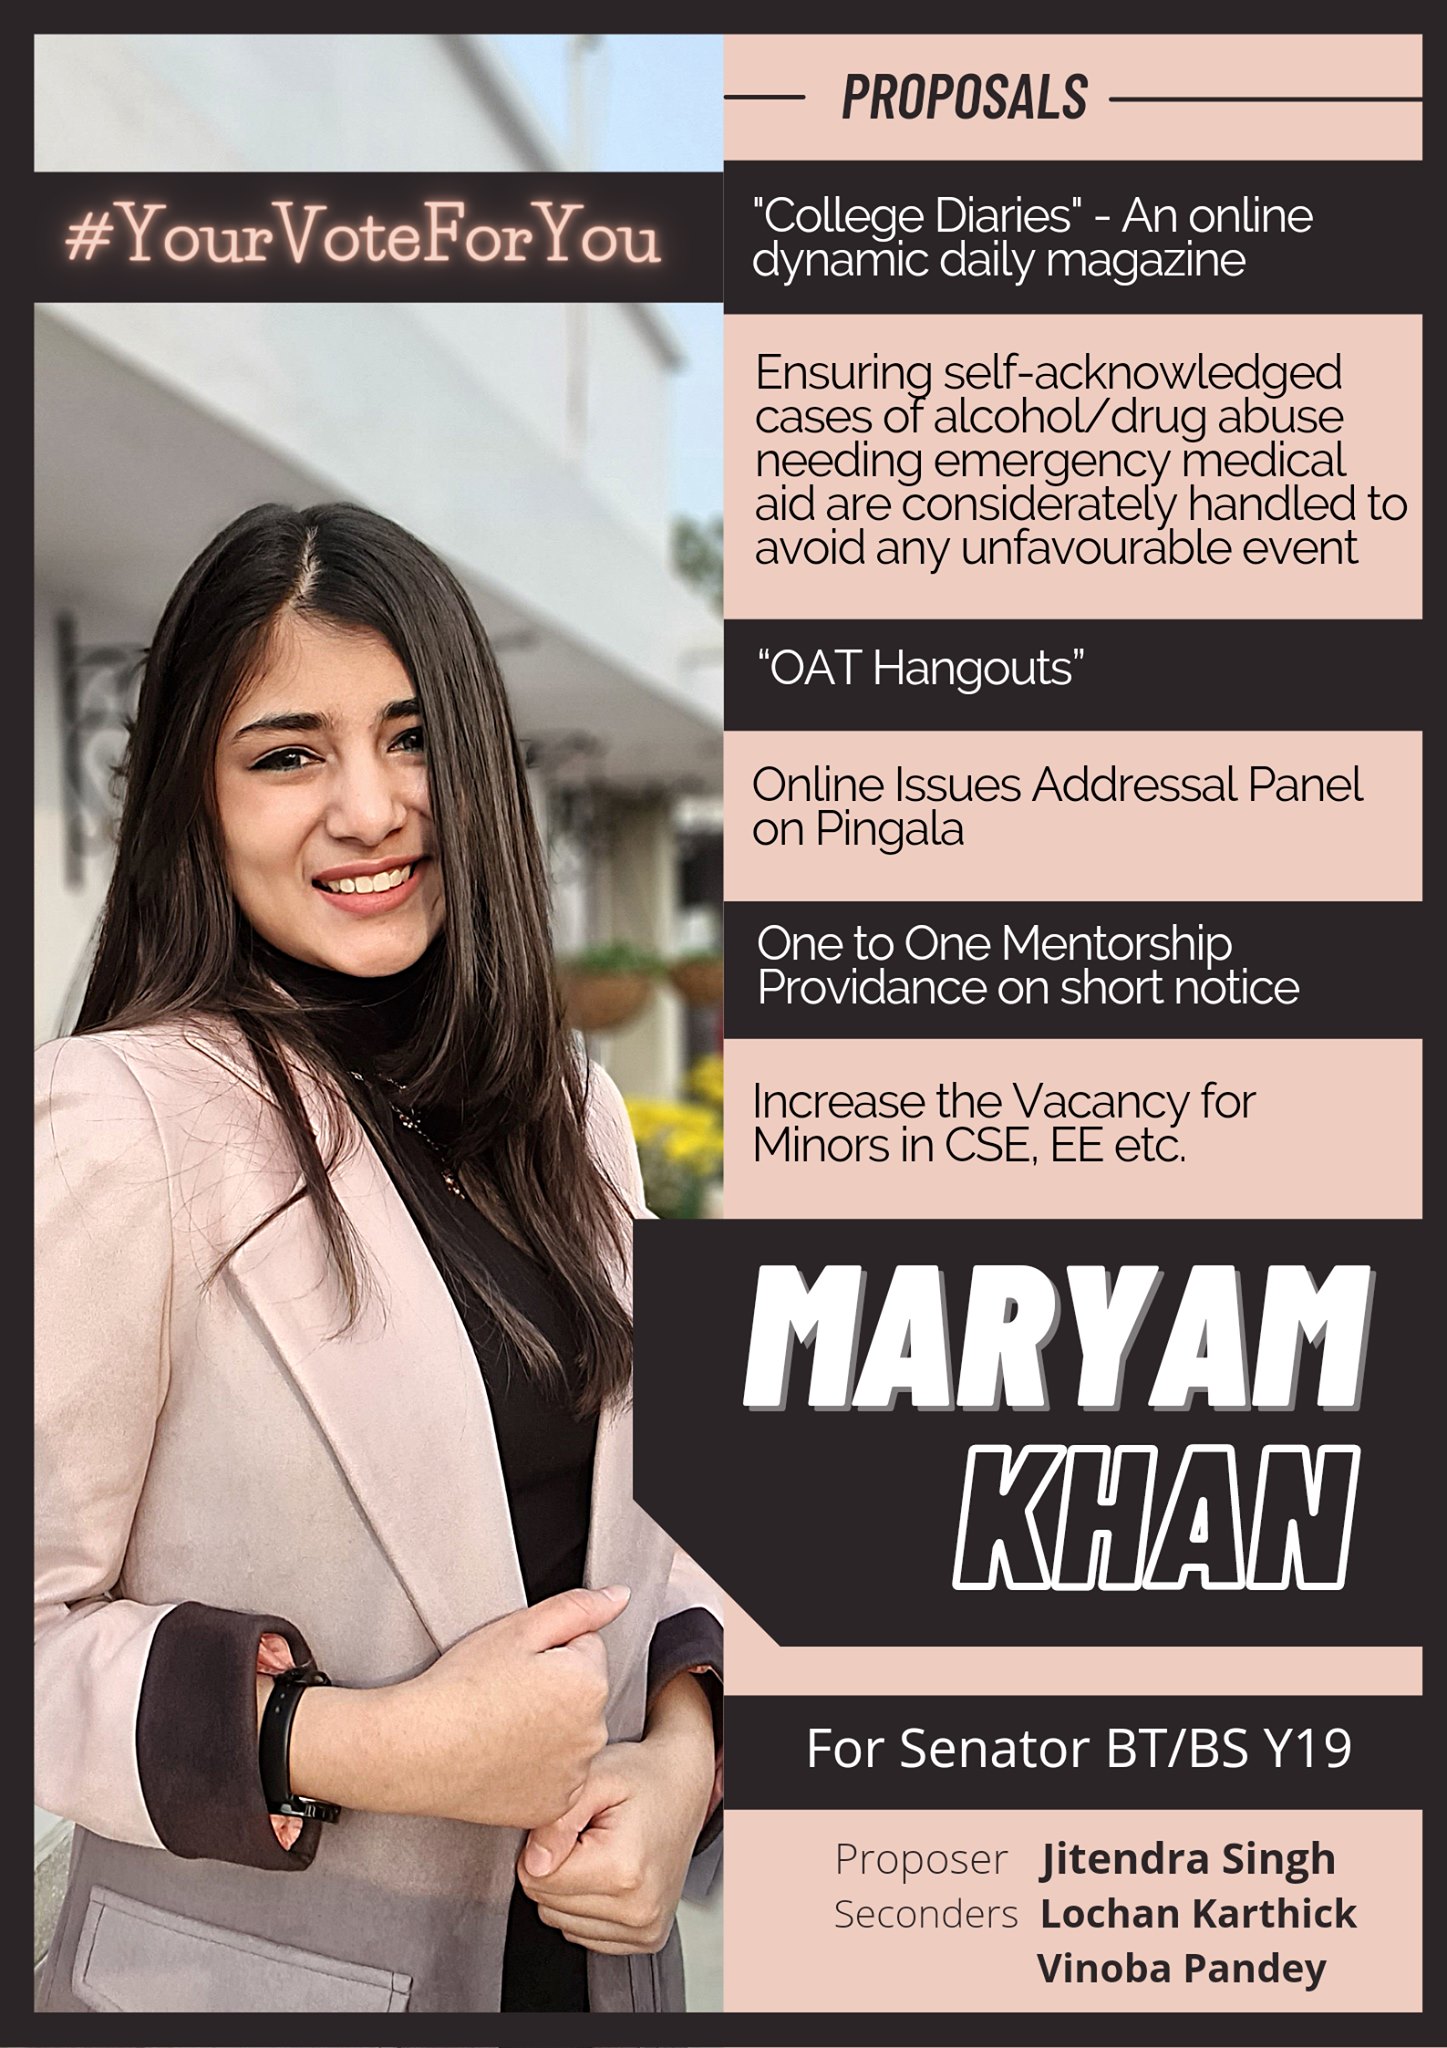 #YourVoteForYou
PROPOSALS
"College Diaries" - An online
dynamic daily magazine
Ensuring self-acknowledged
cases of alcohol/drug abuse
needing emergency medical
aid are considerately handled to
avoid any unfavourable event
“OAT Hangouts”
Online Issues Addressal Panel
on Pingala
One to One Mentorship
Providance on short notice
Increase the Vacancy for
Minors in CSE, EE etc.
MARYAM
KHAN
For Senator BT/BS Y19
Proposer Jitendra Singh
Seconders Lochan Karthick
Vinoba Pandey